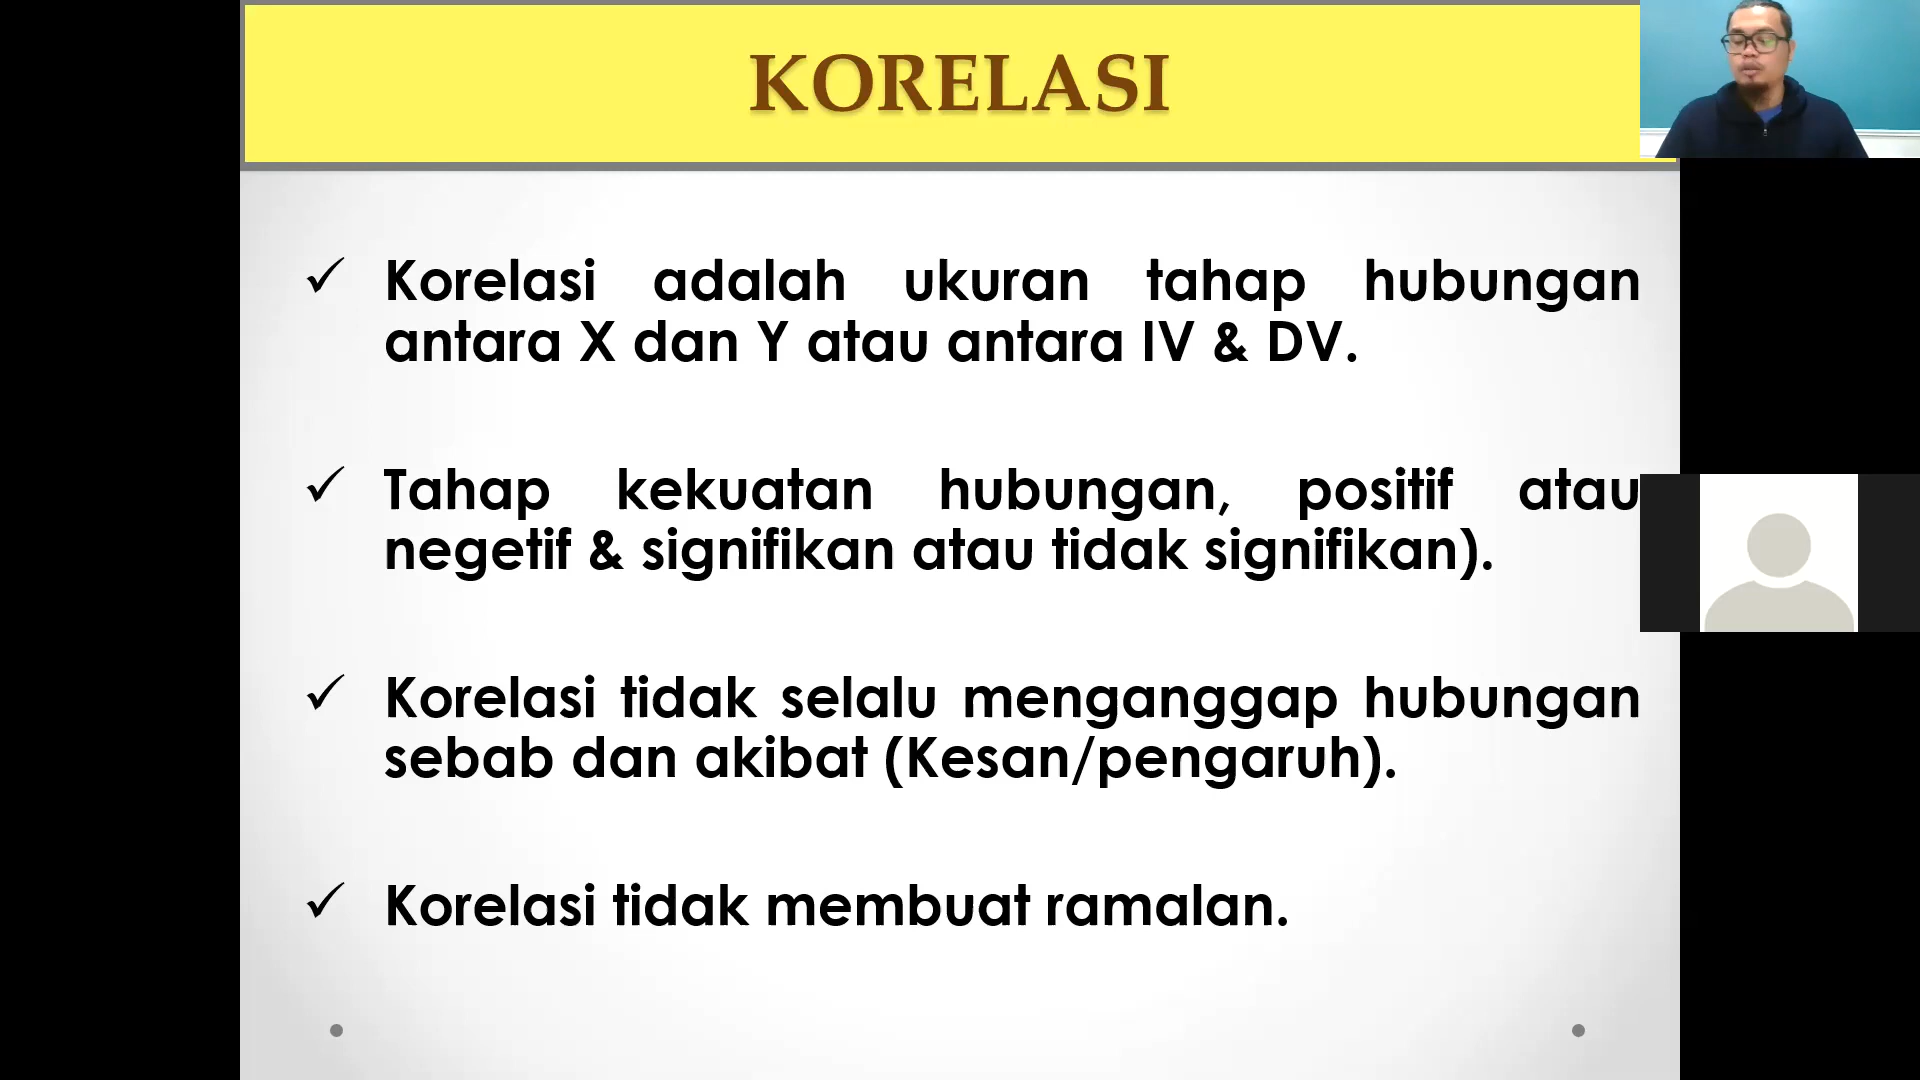 KORELASI
✓ Korelasi adalah ukuran tahap hubungan
antara X dan Y atau antara IV & DV.
✓ Tahap kekuatan hubungan, positif atau
negetif & signifikan atau tidak signifikan).
✓ Korelasi tidak selalu menganggap hubungan
sebab dan akibat (Kesan/pengaruh).
✓ Korelasi tidak membuat ramalan.